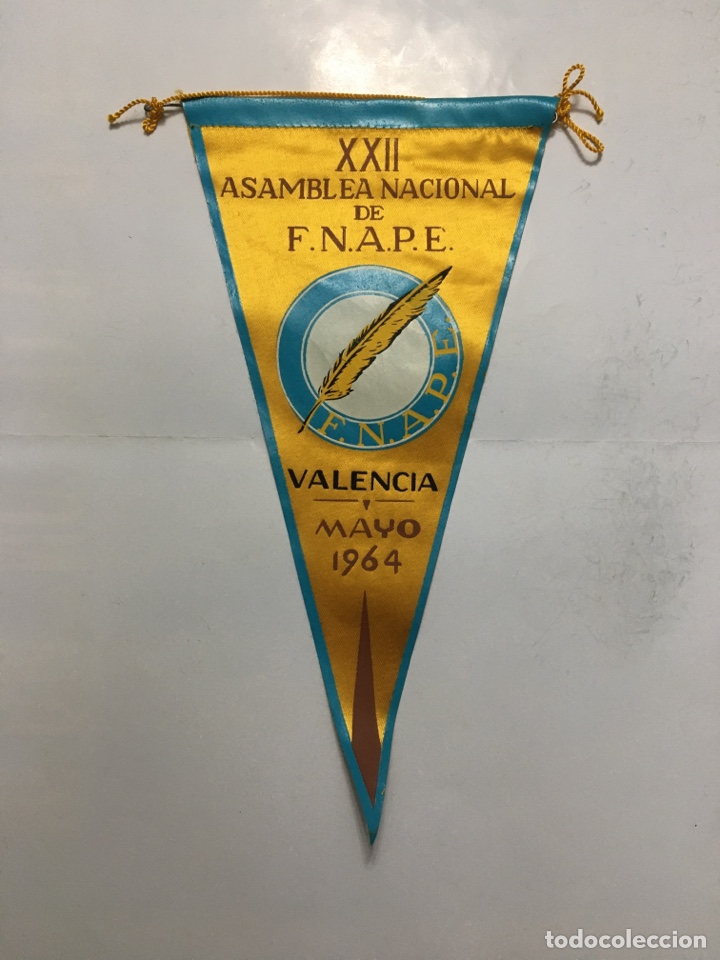 XXII
ASAMBLEA NACIONAL
DE
F.N.A.P.E.
F.N.A.P.E.
VALENCIA
MAYO
1964
todocoleccion